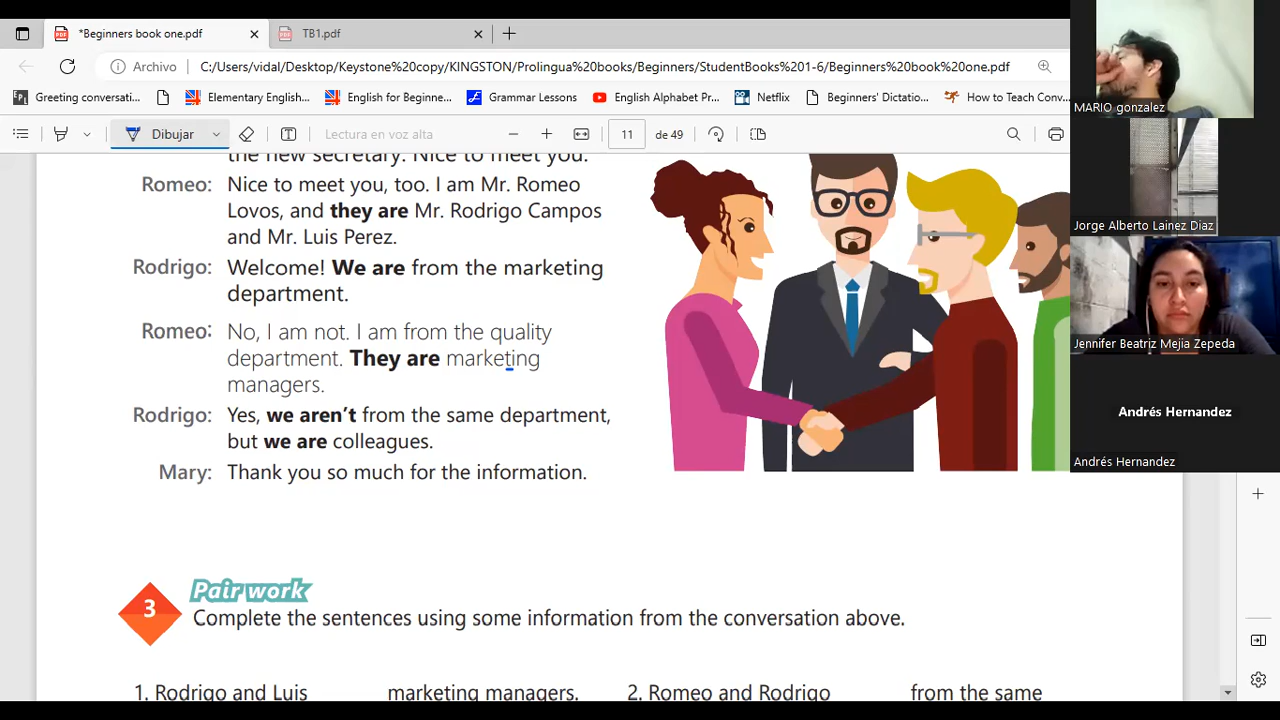 *Beginners book one.pdf
TB1.pdf
Archivo
C:/Users/vidal/Desktop/Keystone%20copy/KINGSTON/Prolingua%20books/Beginners/StudentBooks%201-6/Beginners%20book%20one.pdf
Greeting conversati...
Elementary English...
English for Beginne...
Grammar Lessons
English Alphabet Pr...
Netflix
Beginners' Dictatio...
How to Teach Conv...
Dibujar
Lectura en voz alta
11
de 49
the new secretary. Nice to meet you.
Romeo: Nice to meet you, too. I am Mr. Romeo
Lovos, and they are Mr. Rodrigo Campos
and Mr. Luis Perez.
Rodrigo: Welcome! We are from the marketing
department.
Romeo: No, I am not. I am from the quality
department. They are marketing
managers.
Rodrigo: Yes, we aren't from the same department,
but we are colleagues.
Mary: Thank you so much for the information.
3
Pair work
Complete the sentences using some information from the conversation above.
1. Rodrigo and Luis marketing managers.
2. Romeo and Rodrigo from the same
MARIO gonzalez
Jorge Alberto Lainez Diaz
Jennifer Beatriz Mejia Zepeda
Andrés Hernandez
Andrés Hernandez